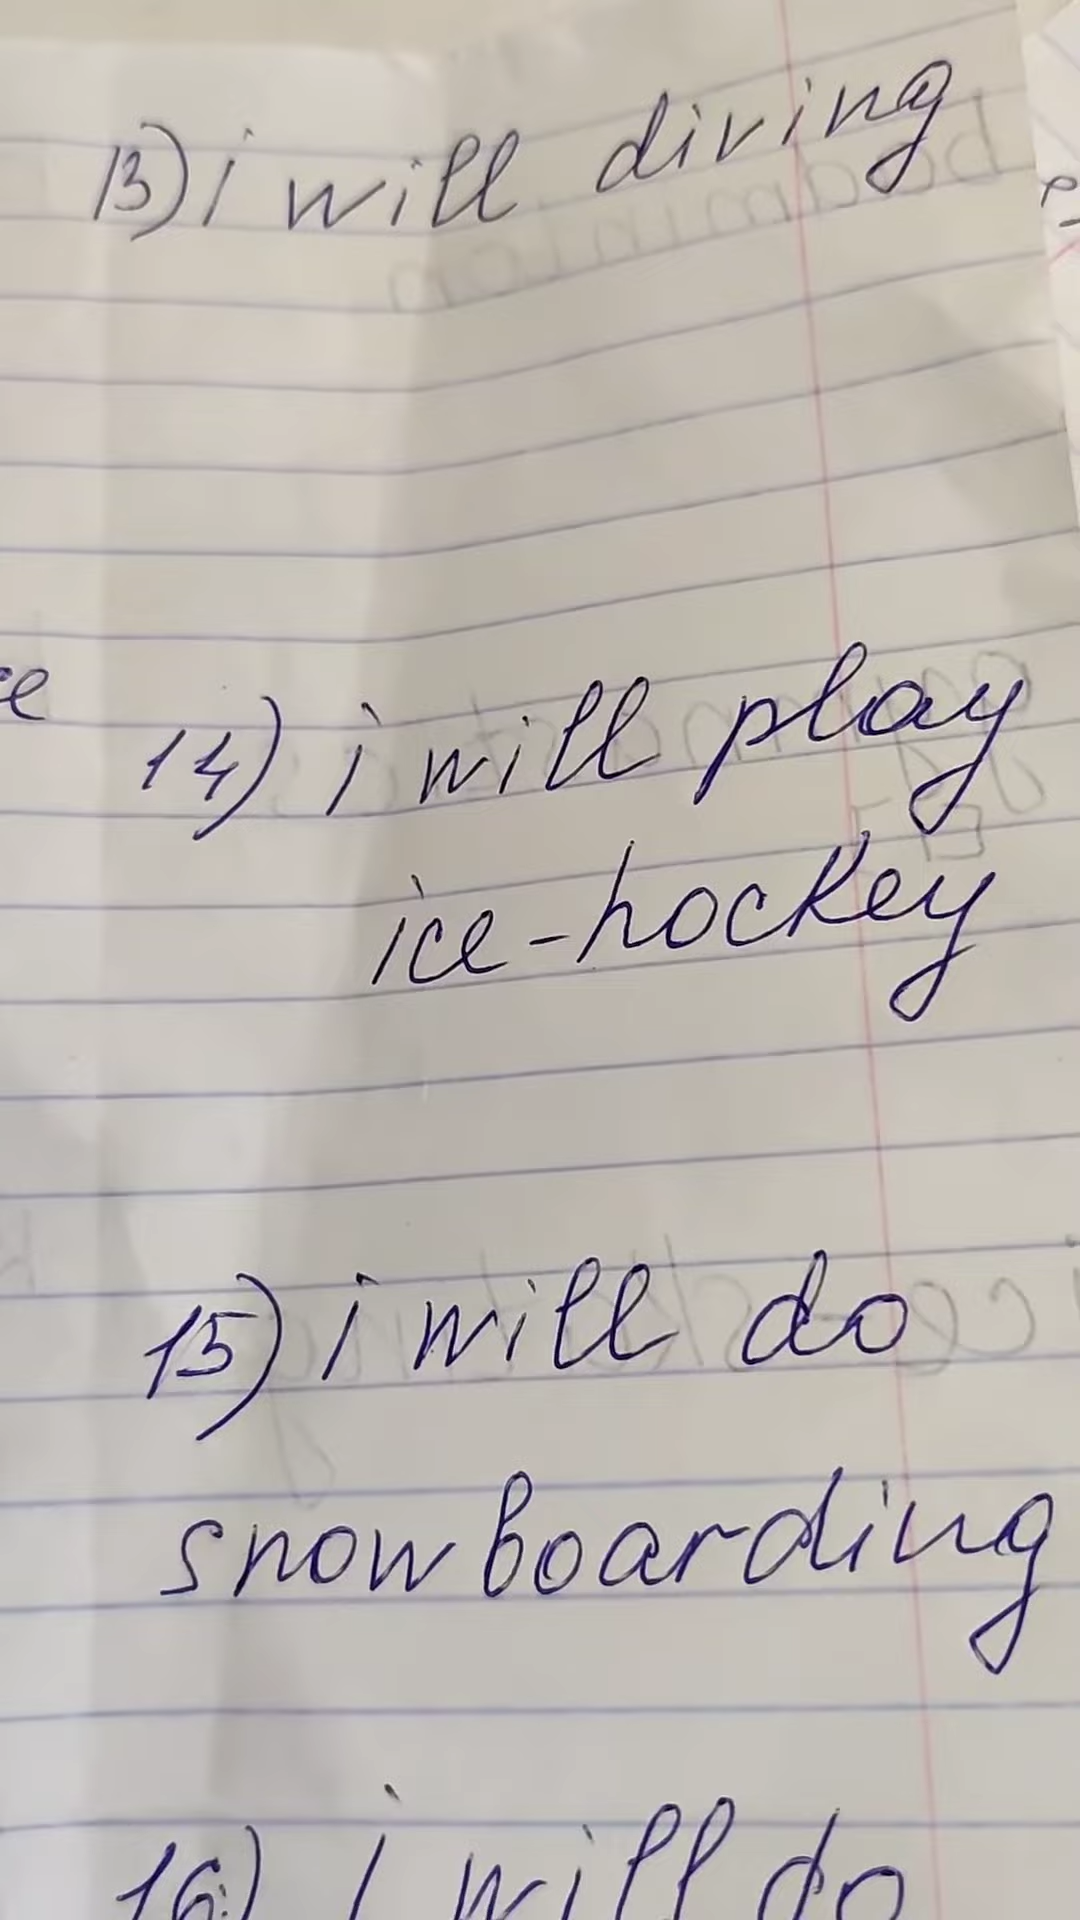 13) i will diving
14) i will play
ice-hockey
15) i will do
snowboarding
16) i will do